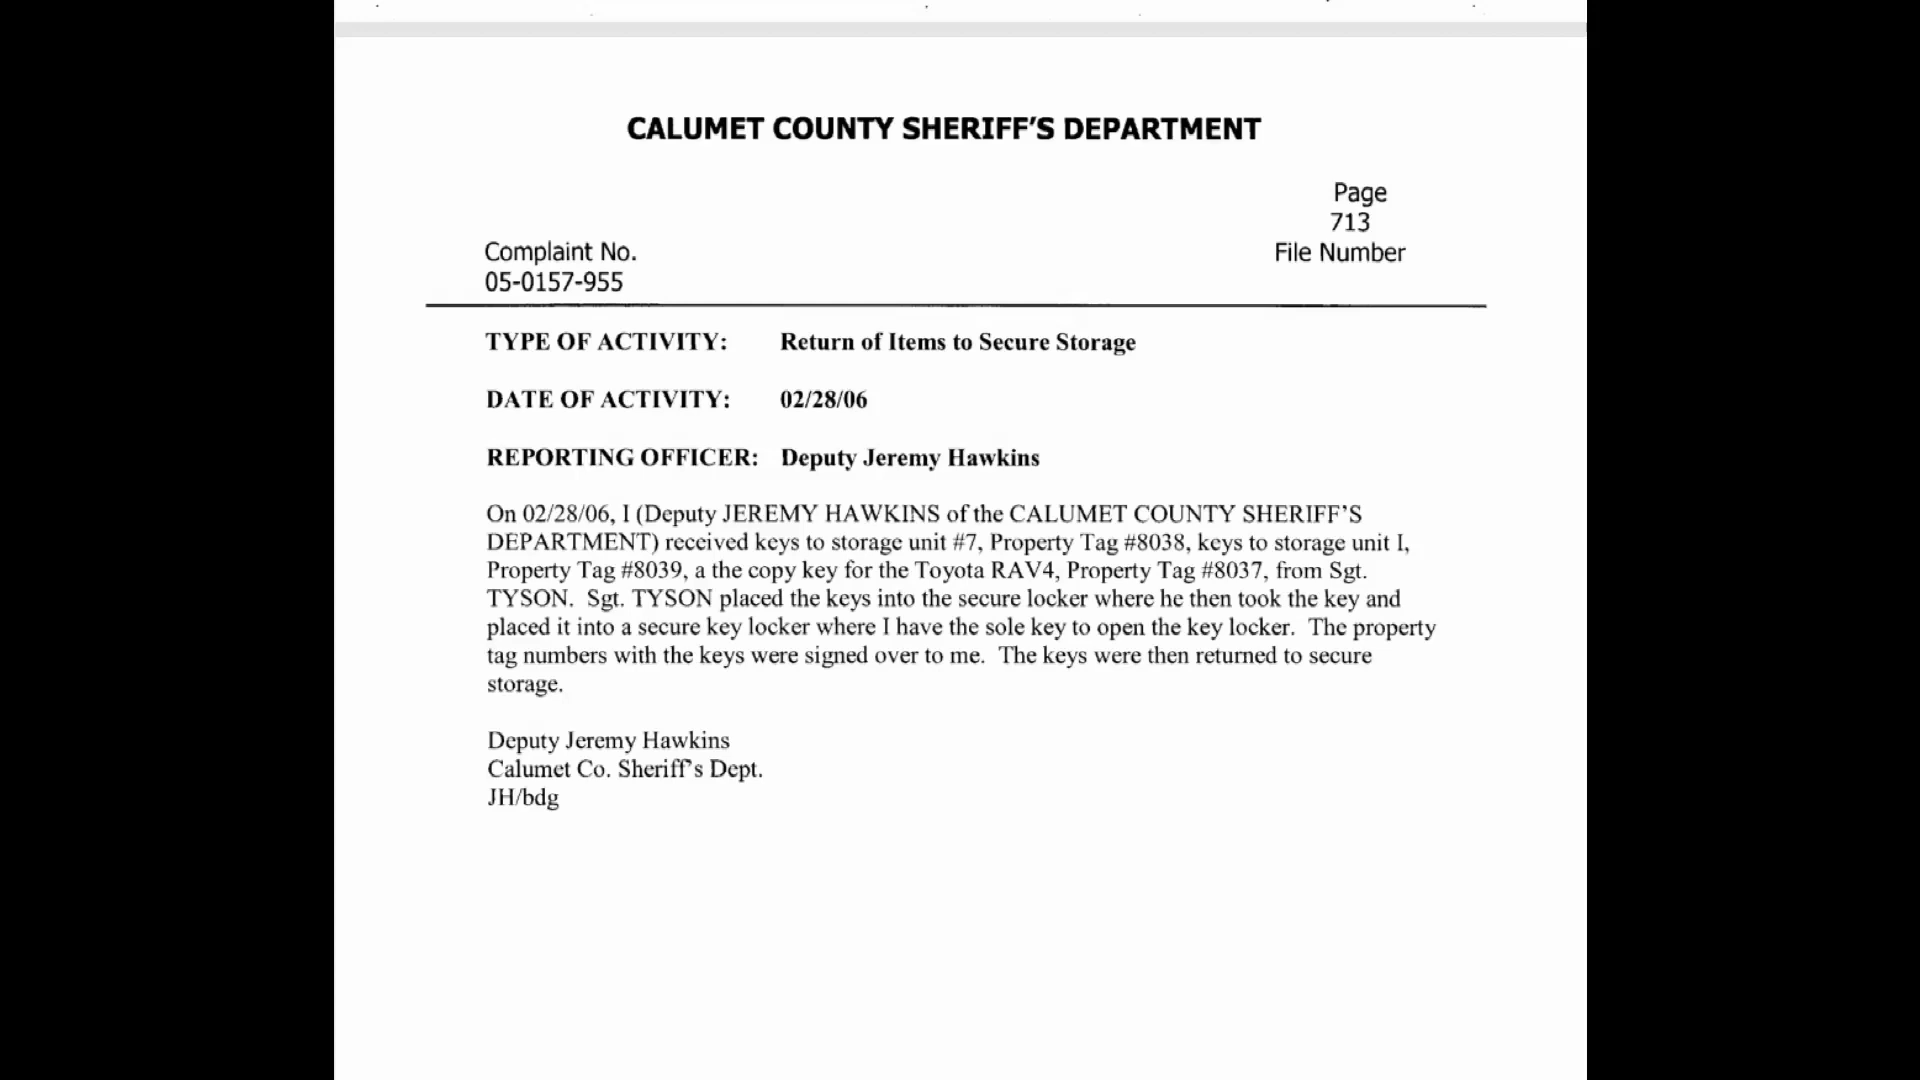 CALUMET COUNTY SHERIFF'S DEPARTMENT
Page
713
Complaint No.
File Number
05-0157-955
TYPE OF ACTIVITY: Return of Items to Secure Storage
DATE OF ACTIVITY: 02/28/06
REPORTING OFFICER: Deputy Jeremy Hawkins
On 02/28/06, I (Deputy JEREMY HAWKINS of the CALUMET COUNTY SHERIFF'S
DEPARTMENT) received keys to storage unit #7, Property Tag #8038, keys to storage unit I,
Property Tag #8039, a the copy key for the Toyota RAV4, Property Tag #8037, from Sgt.
TYSON. Sgt. TYSON placed the keys into the secure locker where he then took the key and
placed it into a secure key locker where I have the sole key to open the key locker. The property
tag numbers with the keys were signed over to me. The keys were then returned to secure
storage.
Deputy Jeremy Hawkins
Calumet Co. Sheriff's Dept.
JH/bdg